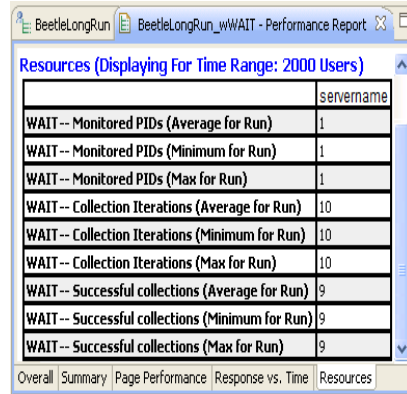 BeetleLongRun BeetleLongRun_wWAIT - Performance Report
Resources (Displaying For Time Range: 2000 Users)
servername
WAIT-- Monitored PIDs (Average for Run) 1
WAIT-- Monitored PIDs (Minimum for Run) 1
WAIT-- Monitored PIDs (Max for Run) 1
WAIT-- Collection Iterations (Average for Run) 10
WAIT-- Collection Iterations (Minimum for Run) 10
WAIT-- Collection Iterations (Max for Run) 10
WAIT-- Successful collections (Average for Run) 9
WAIT-- Successful collections (Minimum for Run) 9
WAIT-- Successful collections (Max for Run) 9
Overall Summary Page Performance Response vs. Time Resources